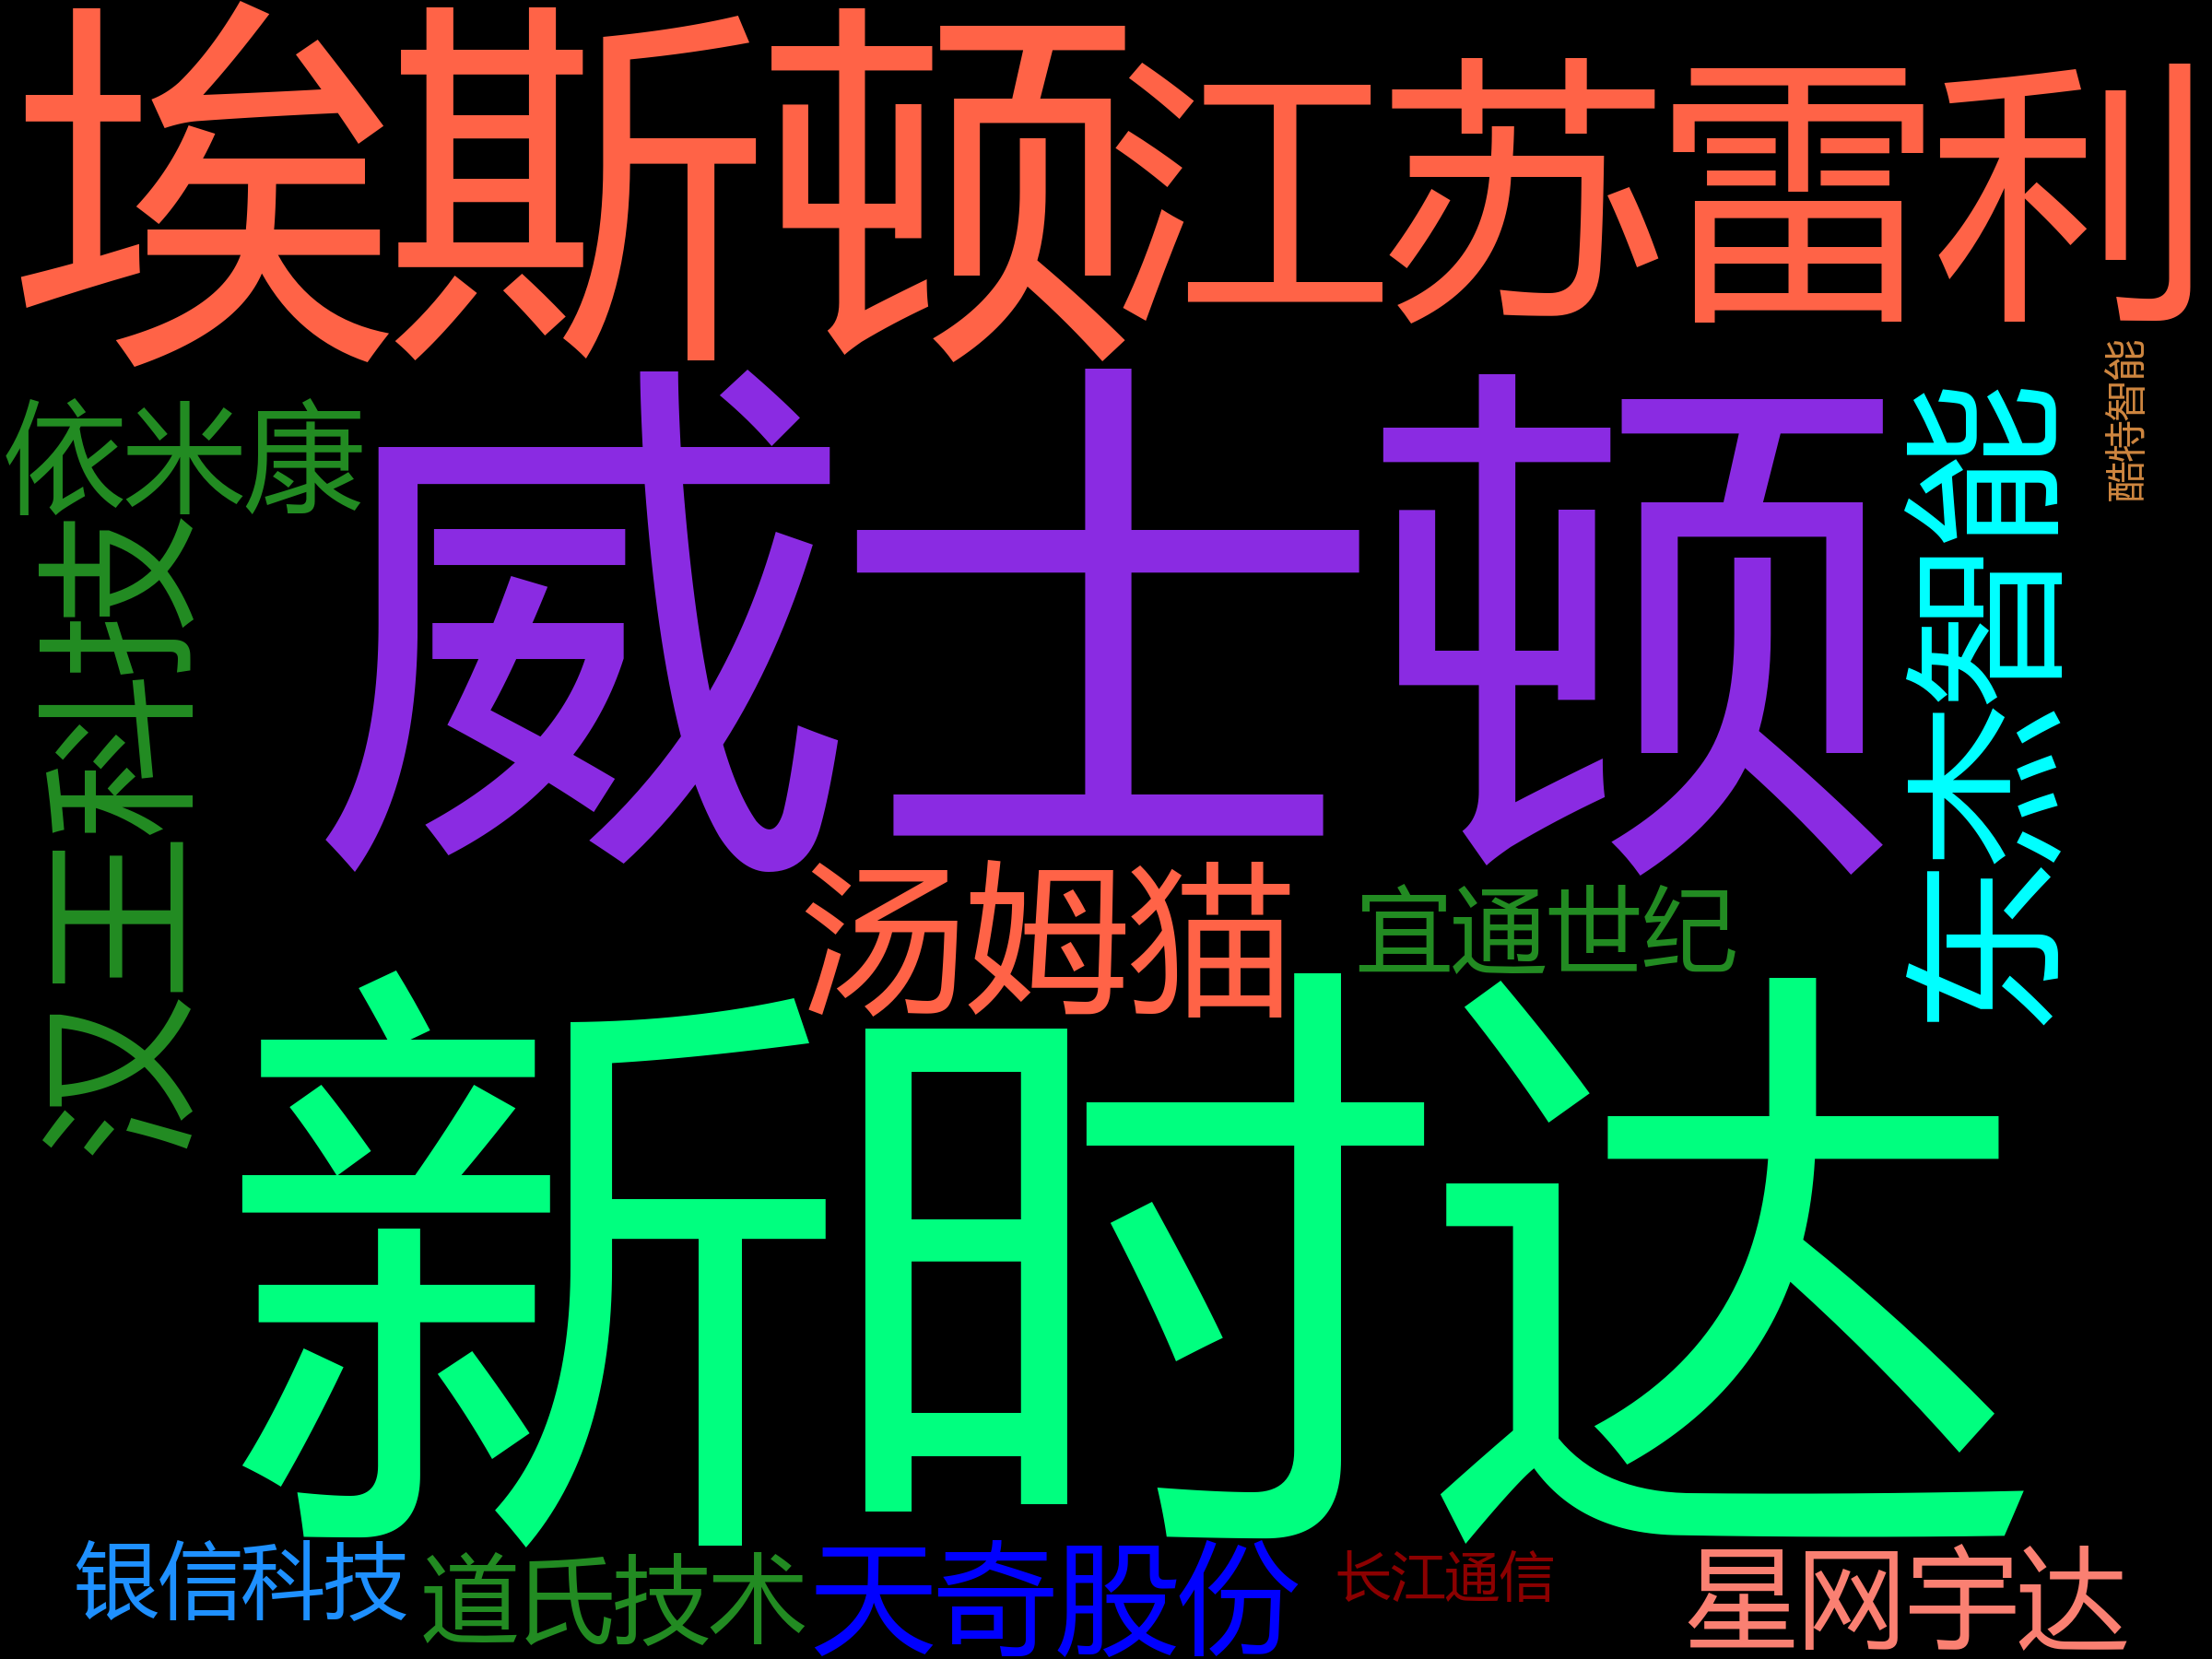 埃斯顿
江苏雷利
酷特智能
依米康
威士顿
东杰智能
汉王科技
汤姆猫
宜通世纪
新时达
银信科技
道氏技术
天奇股份
长江通信
星网宇达